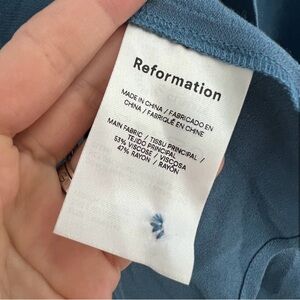 Reformation
MADE IN CHINA / FABRICADO EN
CHINA / FABRIQUÉ EN CHINE
MAIN FABRIC / TISSU PRINCIPAL /
TEJIDO PRINCIPAL
53% VISCOSE / VISCOSA
47% RAYON / RAYÓN